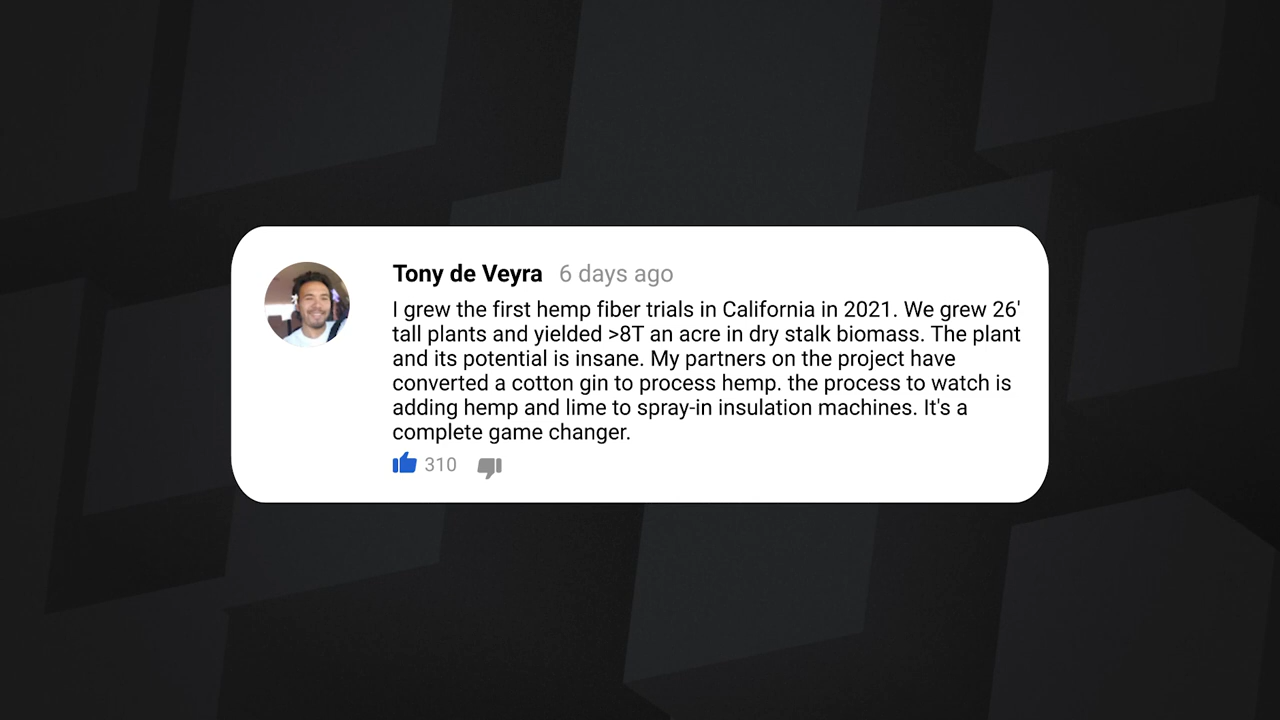 Tony de Veyra 6 days ago
I grew the first hemp fiber trials in California in 2021. We grew 26'
tall plants and yielded >8T an acre in dry stalk biomass. The plant
and its potential is insane. My partners on the project have
converted a cotton gin to process hemp. the process to watch is
adding hemp and lime to spray-in insulation machines. It's a
complete game changer.
310